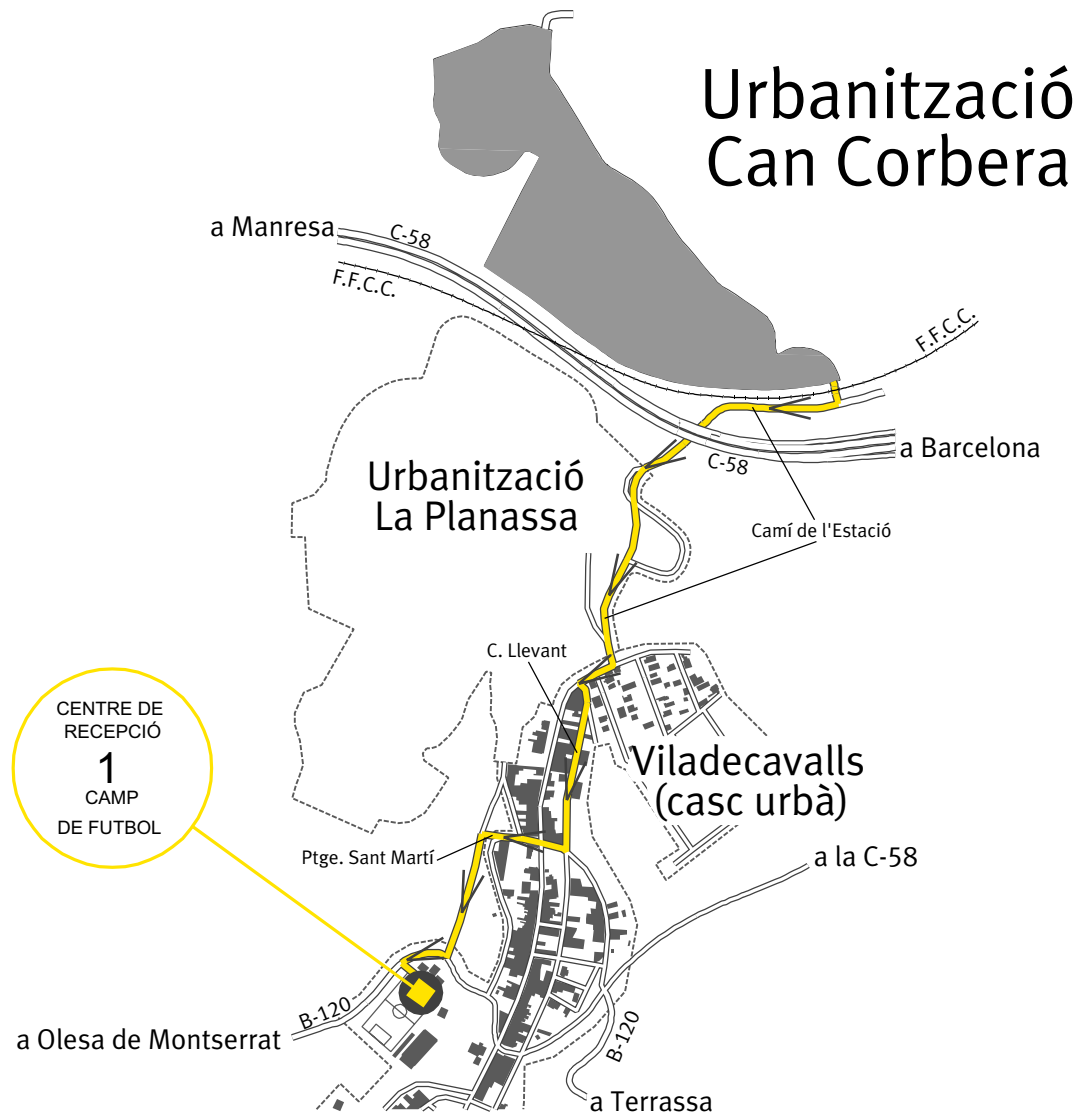 Urbanització
Can Corbera
a Manresa
C-58
F.F.C.C.
F.F.C.C.
a Barcelona
C-58
Urbanització
La Planassa
Camí de l'Estació
C. Llevant
CENTRE DE
RECEPCIÓ
1
CAMP
DE FUTBOL
Viladecavalls
(casc urbà)
Ptge. Sant Martí
a la C-58
B-120
a Olesa de Montserrat
B-120
a Terrassa